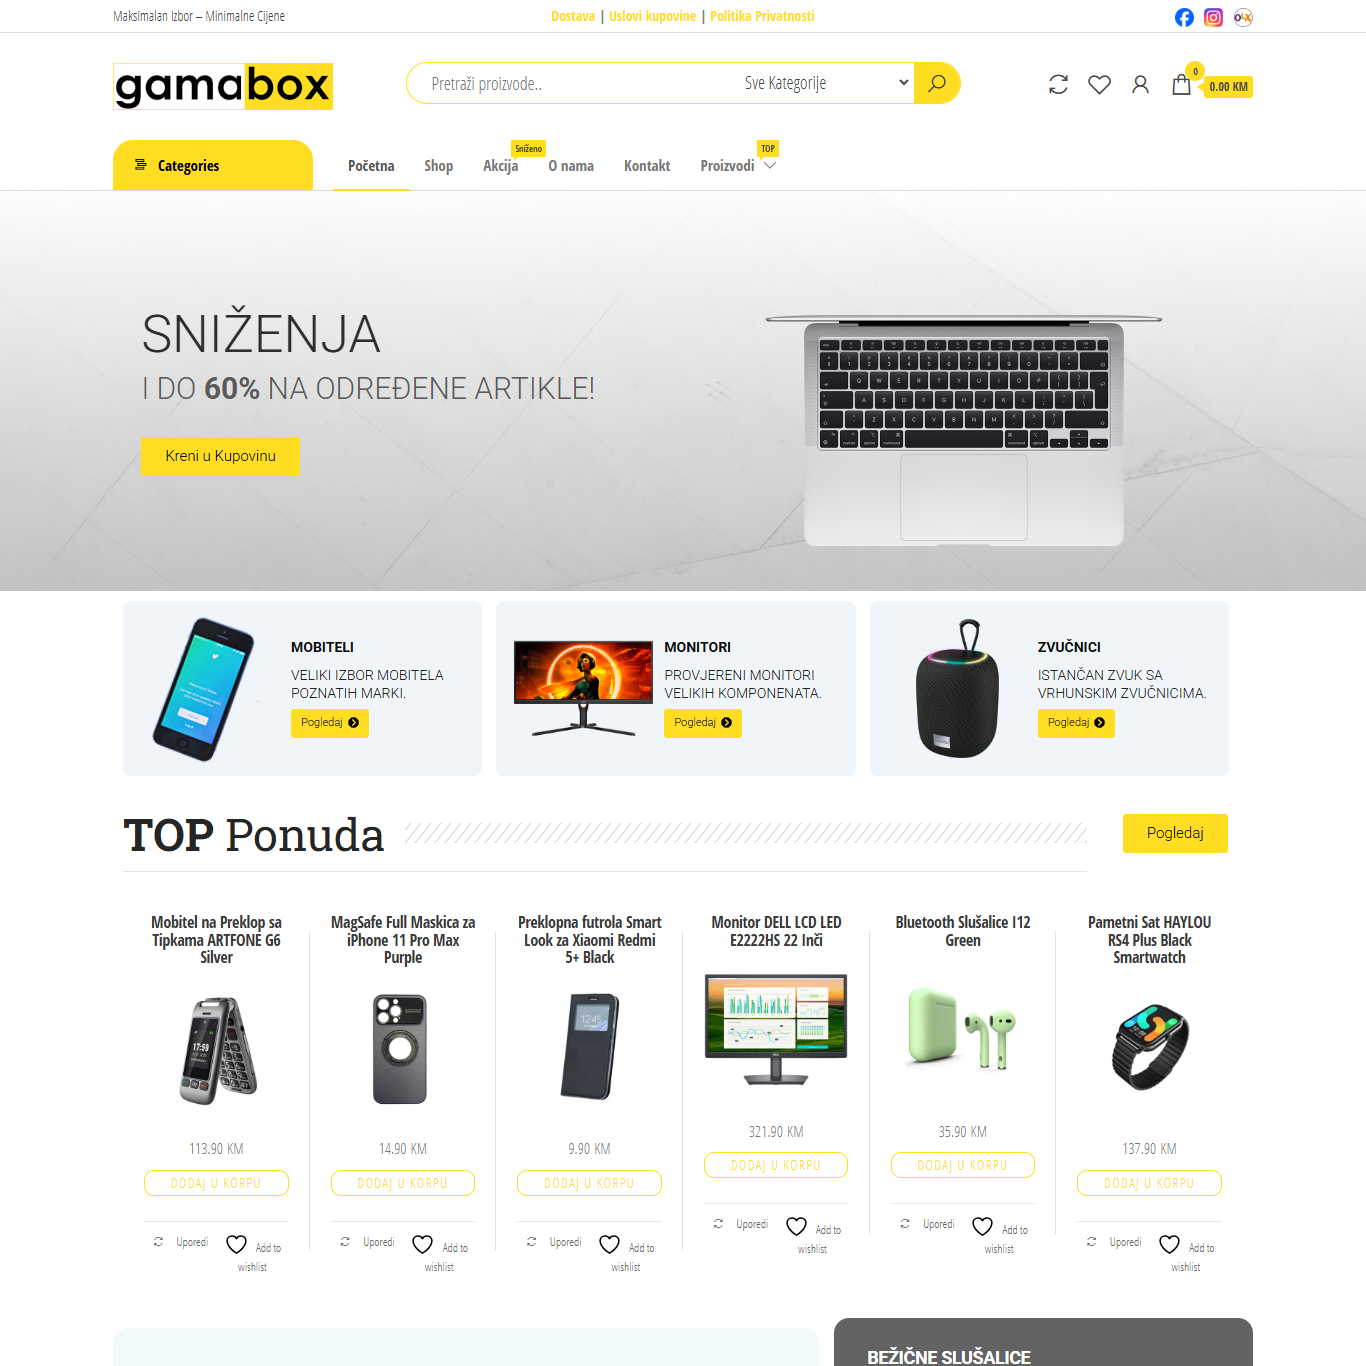 Maksimalan Izbor – Minimalne Cijene
Dostava | Uslovi kupovine | Politika Privatnosti
OLX
gamabox
Pretraži proizvode..
Sve Kategorije
0
0.00 KM
Categories
Početna
Shop
Akcija
Sniženo
O nama
Kontakt
Proizvodi
TOP
SNIŽENJA
I DO 60% NA ODREĐENE ARTIKLE!
Kreni u Kupovinu
MOBITELI
VELIKI IZBOR MOBITELA
POZNATIH MARKI.
Pogledaj
MONITORI
PROVJERENI MONITORI
VELIKIH KOMPONENATA.
Pogledaj
ZVUČNICI
ISTANČAN ZVUK SA
VRHUNSKIM ZVUČNICIMA.
Pogledaj
TOP Ponuda
Pogledaj
Mobitel na Preklop sa
Tipkama ARTFONE G6
Silver
17:59
113.90 KM
DODAJ U KORPU
Uporedi
Add to
wishlist
MagSafe Full Maskica za
iPhone 11 Pro Max
Purple
14.90 KM
DODAJ U KORPU
Uporedi
Add to
wishlist
Preklopna futrola Smart
Look za Xiaomi Redmi
5+ Black
12:45
9.90 KM
DODAJ U KORPU
Uporedi
Add to
wishlist
Monitor DELL LCD LED
E2222HS 22 Inči
321.90 KM
DODAJ U KORPU
Uporedi
Add to
wishlist
Bluetooth Slušalice I12
Green
35.90 KM
DODAJ U KORPU
Uporedi
Add to
wishlist
Pametni Sat HAYLOU
RS4 Plus Black
Smartwatch
137.90 KM
DODAJ U KORPU
Uporedi
Add to
wishlist
BEŽIČNE SLUŠALICE